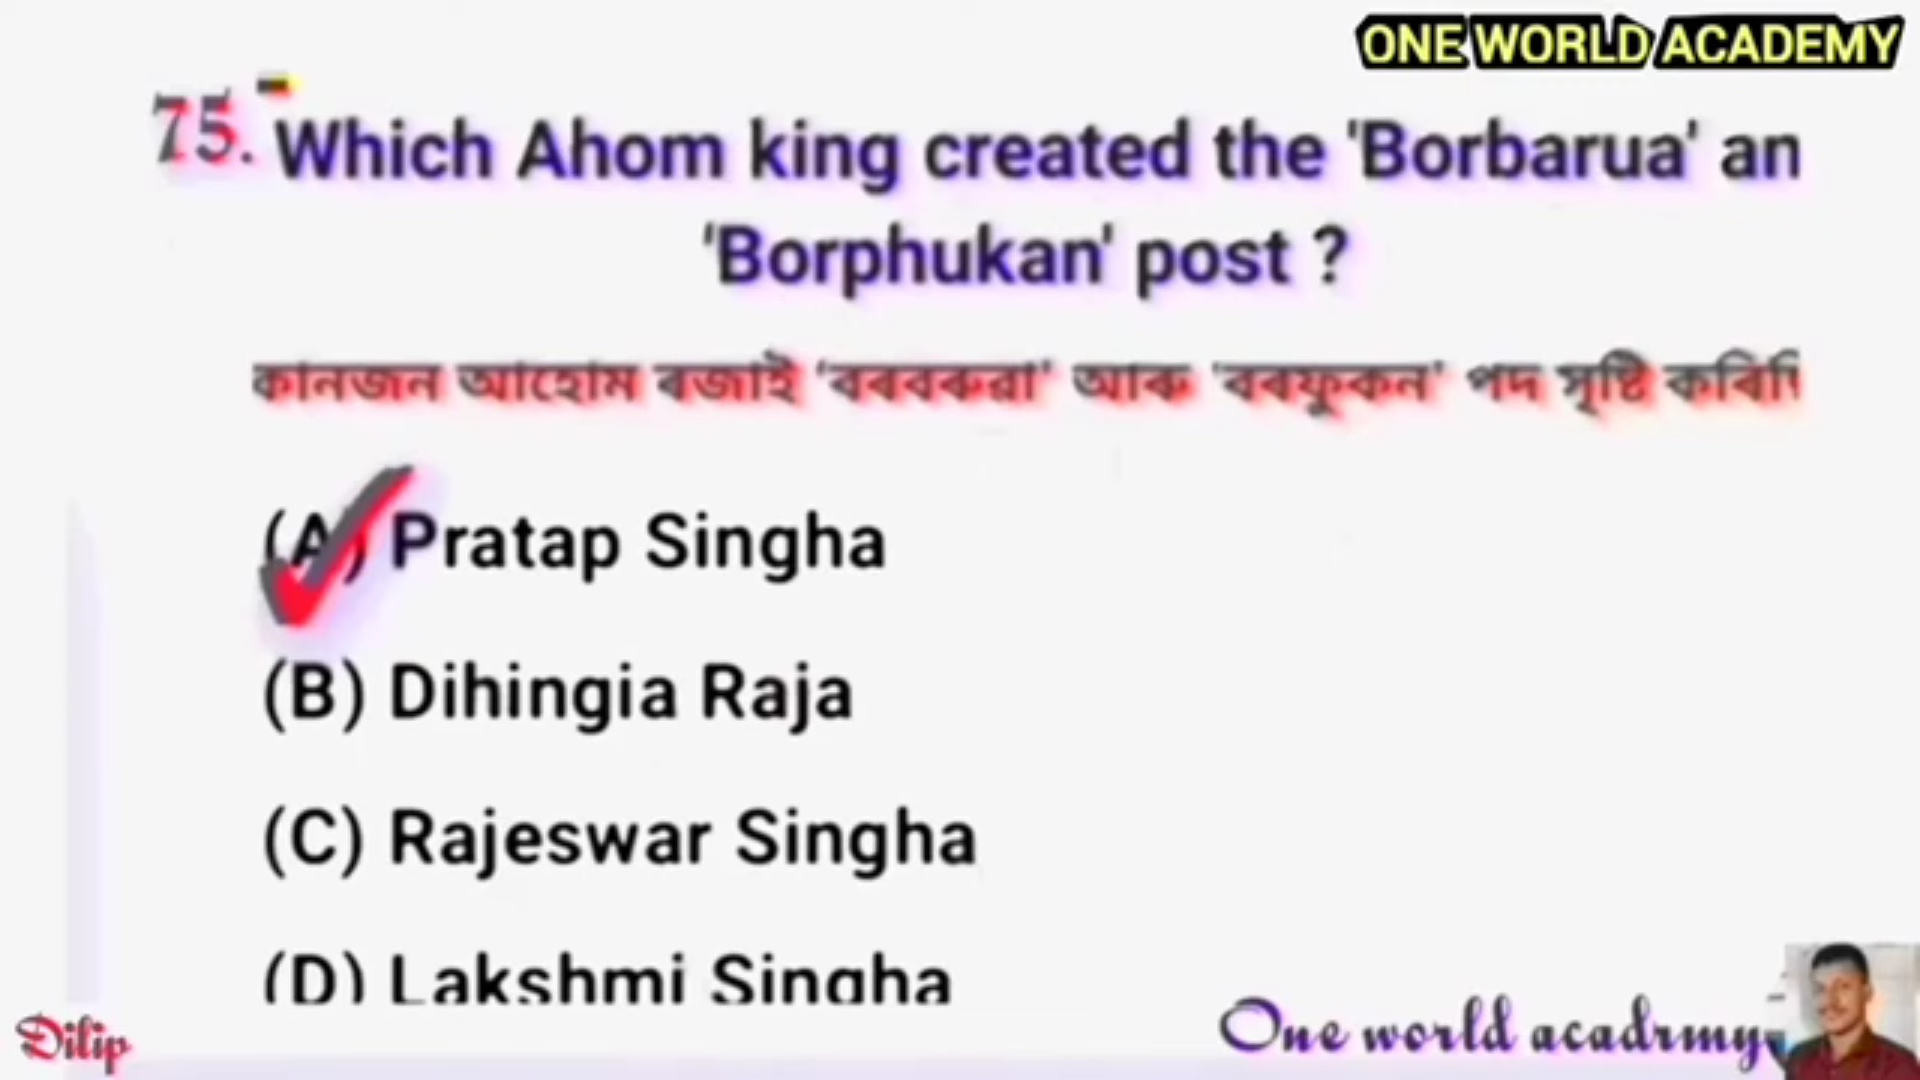 ONE WORLD ACADEMY
75. Which Ahom king created the 'Borbarua' an
'Borphukan' post ?
কোনজন আহোম ৰজাই 'বৰবৰুৱা' আৰু 'বৰফুকন' পদ সৃষ্টি
(A) Pratap Singha
(B) Dihingia Raja
(C) Rajeswar Singha
(D) Lakshmi Singha
Dilip
One world acadrmy